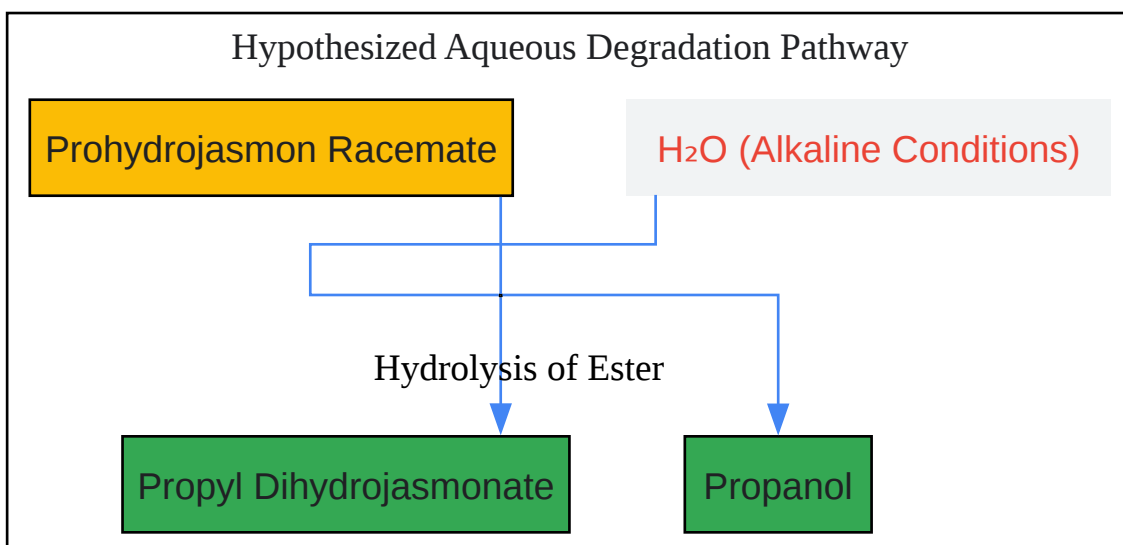 Hypothesized Aqueous Degradation Pathway
Prohydrojasmon Racemate
H₂O (Alkaline Conditions)
Hydrolysis of Ester
Propyl Dihydrojasmonate
Propanol